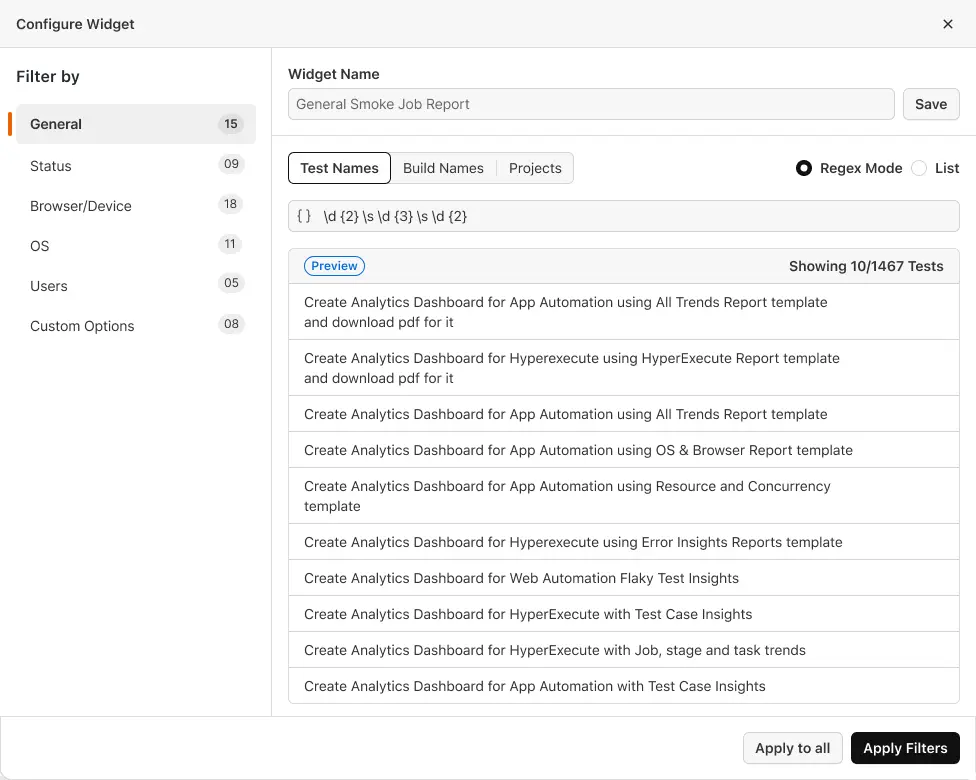 Configure Widget
Filter by
General 15
Status 09
Browser/Device 18
OS 11
Users 05
Custom Options 08
Widget Name
General Smoke Job Report Save
Test Names Build Names Projects Regex Mode List
{ } \d {2} \s \d {3} \s \d {2}
Preview Showing 10/1467 Tests
Create Analytics Dashboard for App Automation using All Trends Report template
and download pdf for it
Create Analytics Dashboard for Hyperexecute using HyperExecute Report template
and download pdf for it
Create Analytics Dashboard for App Automation using All Trends Report template
Create Analytics Dashboard for App Automation using OS & Browser Report template
Create Analytics Dashboard for App Automation using Resource and Concurrency
template
Create Analytics Dashboard for Hyperexecute using Error Insights Reports template
Create Analytics Dashboard for Web Automation Flaky Test Insights
Create Analytics Dashboard for HyperExecute with Test Case Insights
Create Analytics Dashboard for HyperExecute with Job, stage and task trends
Create Analytics Dashboard for App Automation with Test Case Insights
Apply to all Apply Filters